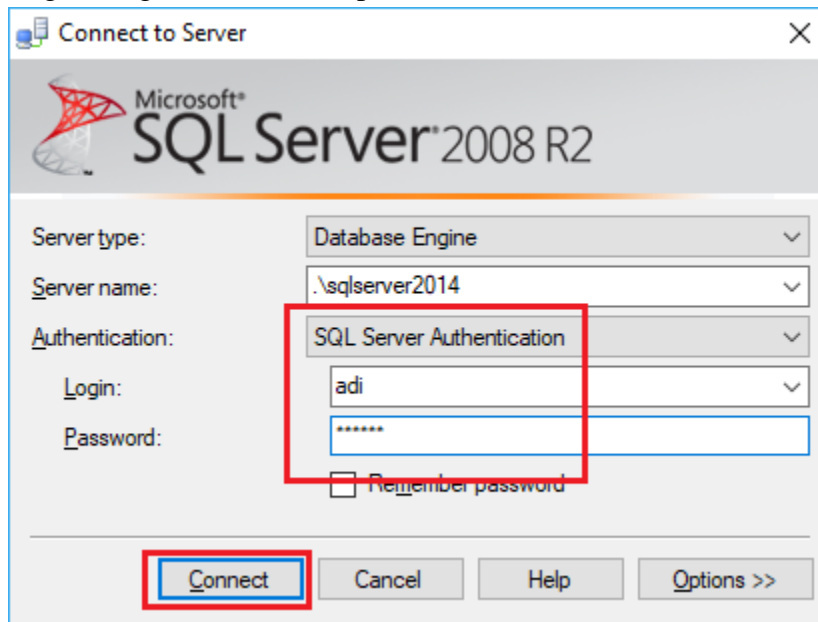 Connect to Server
Microsoft®
SQL Server® 2008 R2
Server type: Database Engine
Server name: .\sqlserver2014
Authentication: SQL Server Authentication
Login: adi
Password: ******
Remember password
Connect Cancel Help Options >>